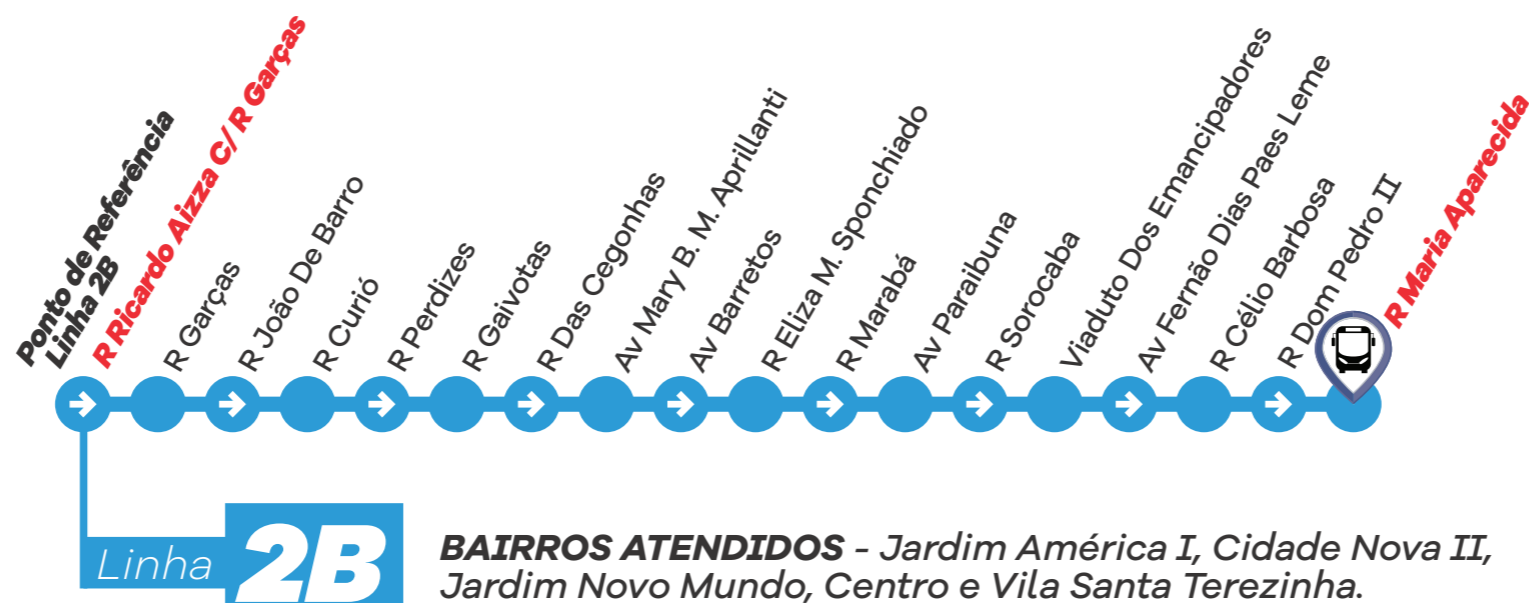 Ponto de Referência
Linha 2B
R Ricardo Aizza C/ R Garças
R Garças
R João De Barro
R Curió
R Perdizes
R Gaivotas
R Das Cegonhas
Av Mary B. M. Aprillanti
Av Barretos
R Eliza M. Sponchiado
R Marabá
Av Paraibuna
R Sorocaba
Viaduto Dos Emancipadores
Av Fernão Dias Paes Leme
R Célio Barbosa
R Dom Pedro II
R Maria Aparecida
Linha 2B
BAIRROS ATENDIDOS - Jardim América I, Cidade Nova II,
Jardim Novo Mundo, Centro e Vila Santa Terezinha.